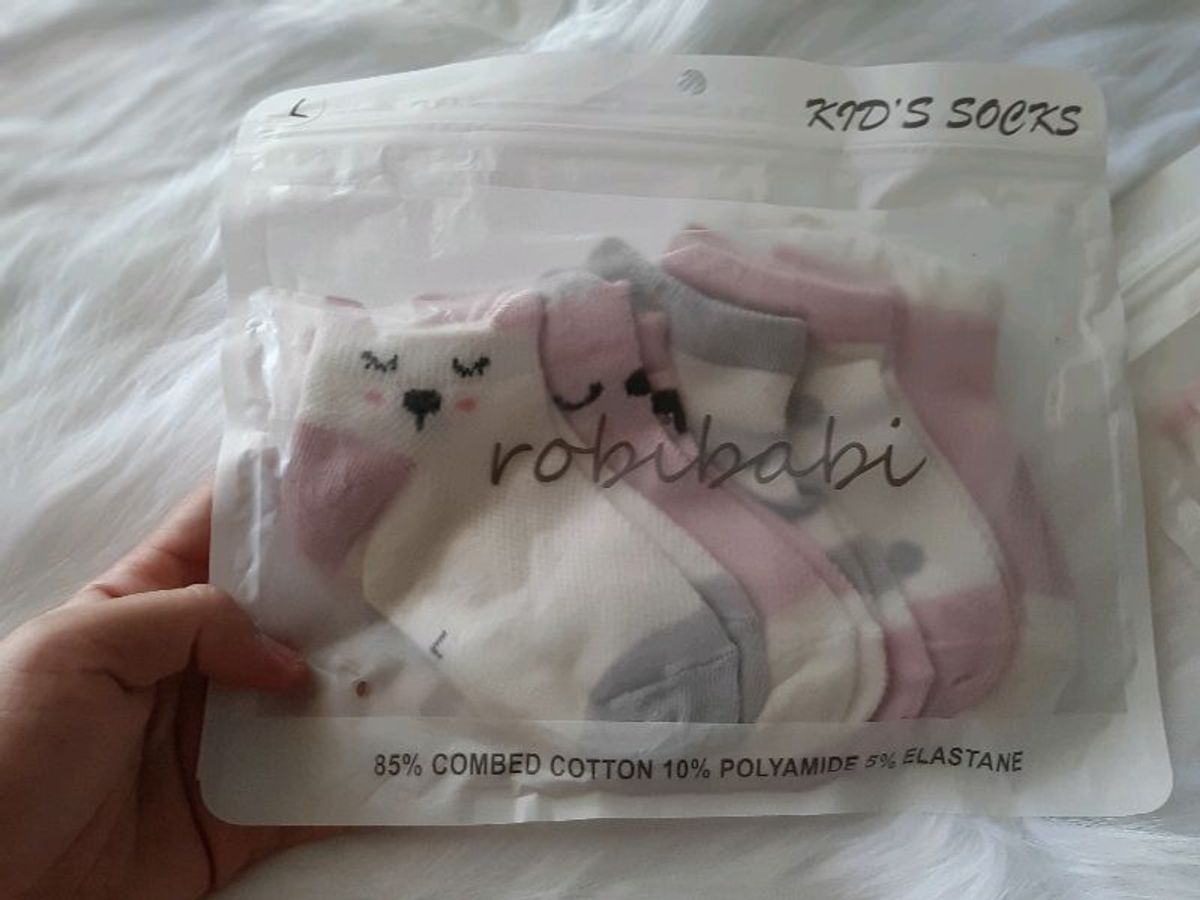 L
KID'S SOCKS
robibabi
L
85% COMBED COTTON 10% POLYAMIDE 5% ELASTANE